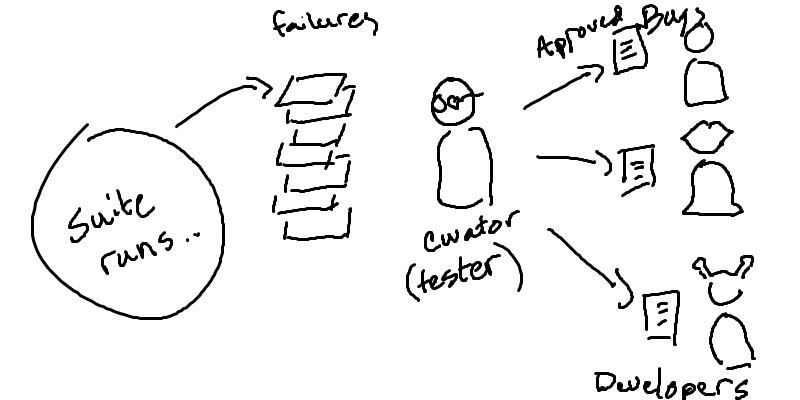 failures
Aproved Bugs
Suite
runs..
Curator
(tester)
Developers